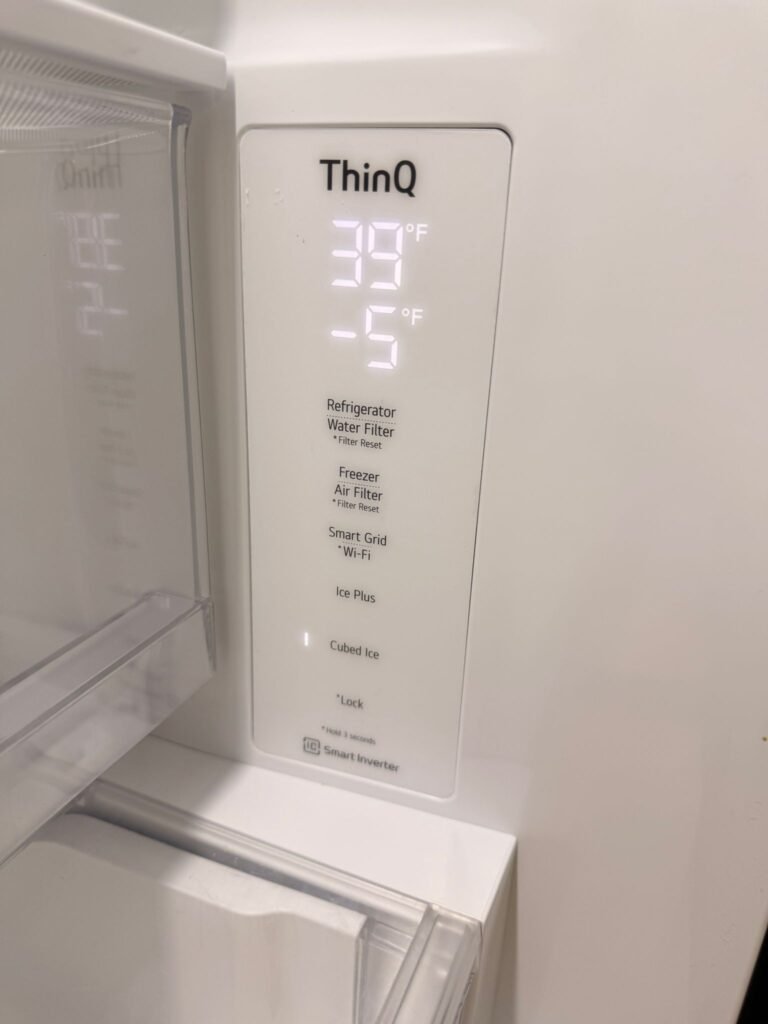 ThinQ
39 °F
-5 °F
Refrigerator
Water Filter
* Filter Reset
Freezer
Air Filter
* Filter Reset
Smart Grid
* Wi-Fi
Ice Plus
Cubed Ice
*Lock
* Hold 3 seconds
Smart Inverter